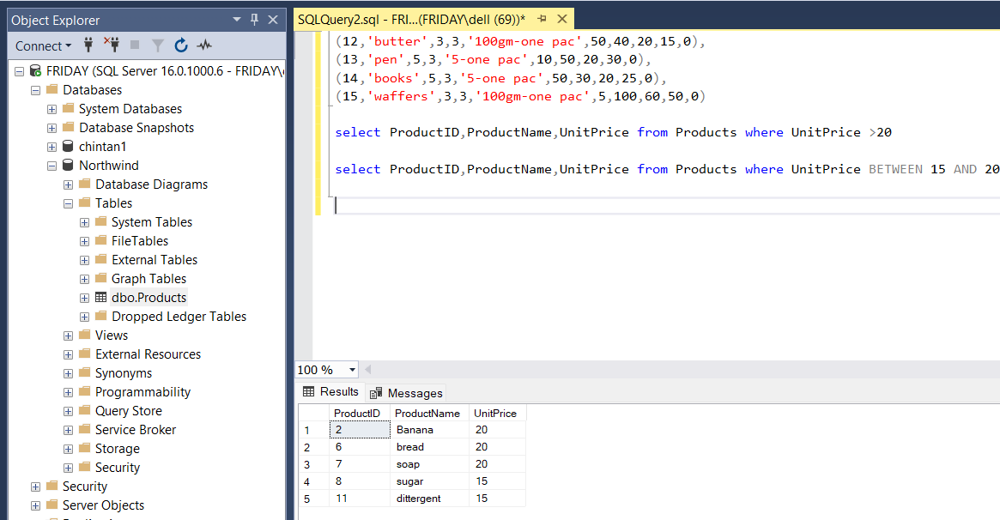 Object Explorer
Connect
FRIDAY (SQL Server 16.0.1000.6 - FRIDAY\
Databases
System Databases
Database Snapshots
chintan1
Northwind
Database Diagrams
Tables
System Tables
FileTables
External Tables
Graph Tables
dbo.Products
Dropped Ledger Tables
Views
External Resources
Synonyms
Programmability
Query Store
Service Broker
Storage
Security
Security
Server Objects
SQLQuery2.sql - FRI...(FRIDAY\dell (69))*
(12,'butter',3,3,'100gm-one pac',50,40,20,15,0),
(13,'pen',5,3,'5-one pac',10,50,20,30,0),
(14,'books',5,3,'5-one pac',50,30,20,25,0),
(15,'waffers',3,3,'100gm-one pac',5,100,60,50,0)
select ProductID,ProductName,UnitPrice from Products where UnitPrice >20
select ProductID,ProductName,UnitPrice from Products where UnitPrice BETWEEN 15 AND 20
100 %
Results Messages
ProductID ProductName UnitPrice
1 2 Banana 20
2 6 bread 20
3 7 soap 20
4 8 sugar 15
5 11 dittergent 15